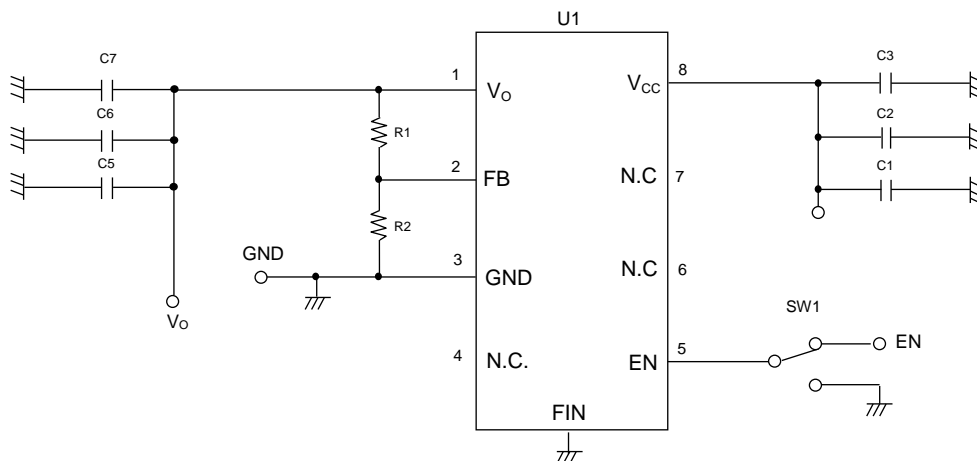 U1
C7
C3
1
8
VO
VCC
C6
C2
R1
C5
C1
2
FB
N.C
7
R2
GND
3
GND
N.C
6
VO
SW1
4
N.C.
EN
5
EN
FIN